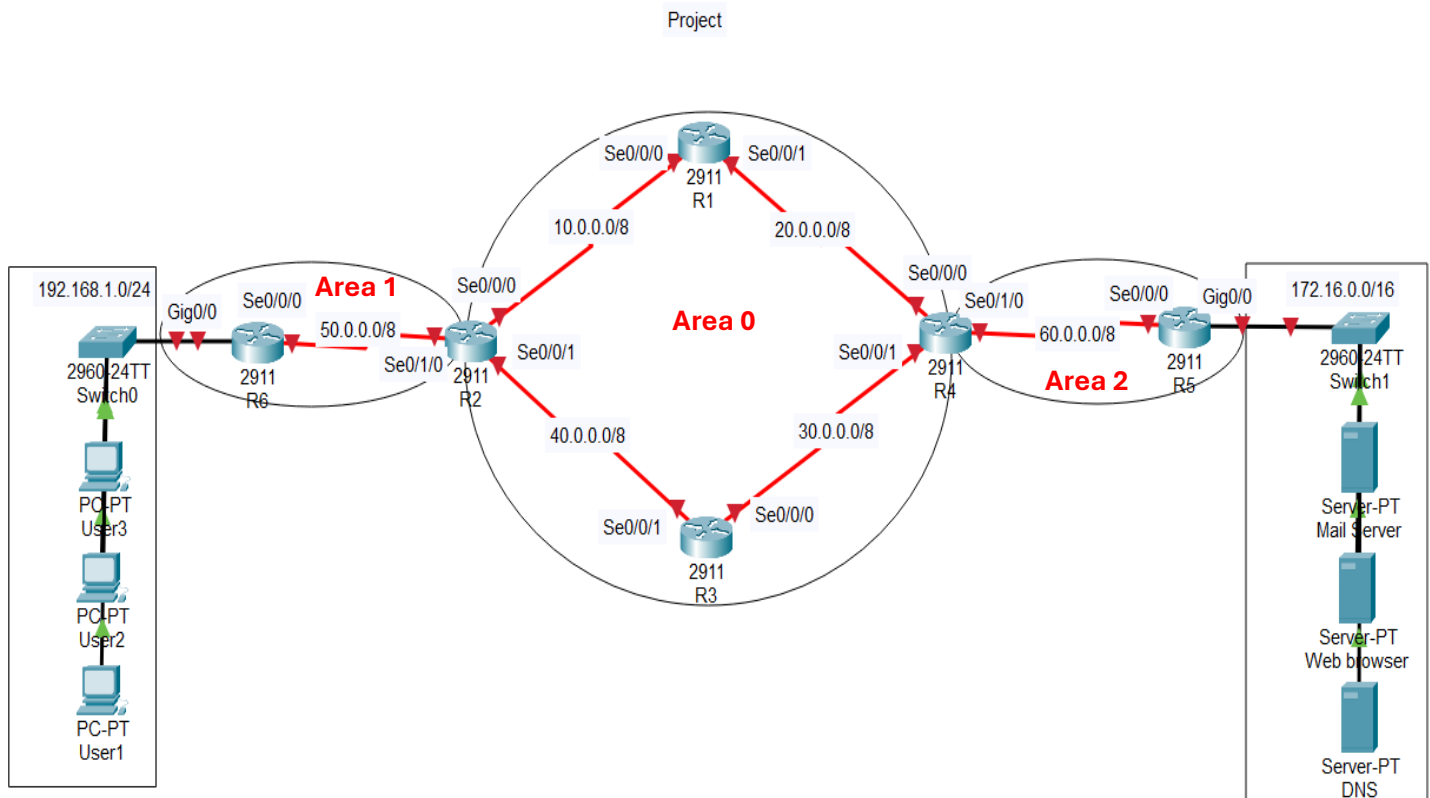 Project
Se0/0/0
Se0/0/1
2911
R1
10.0.0.0/8
20.0.0.0/8
192.168.1.0/24
Gig0/0
Se0/0/0
Area 1
50.0.0.0/8
Se0/1/0
2911
R6
2960-24TT
Switch0
Se0/0/0
Se0/0/1
2911
R2
Area 0
Se0/0/0
Se0/1/0
Se0/0/1
2911
R4
60.0.0.0/8
Area 2
Se0/0/0
Gig0/0
2911
R5
172.16.0.0/16
2960-24TT
Switch1
40.0.0.0/8
30.0.0.0/8
Se0/0/1
Se0/0/0
2911
R3
PC-PT
User3
PC-PT
User2
PC-PT
User1
Server-PT
Mail Server
Server-PT
Web browser
Server-PT
DNS